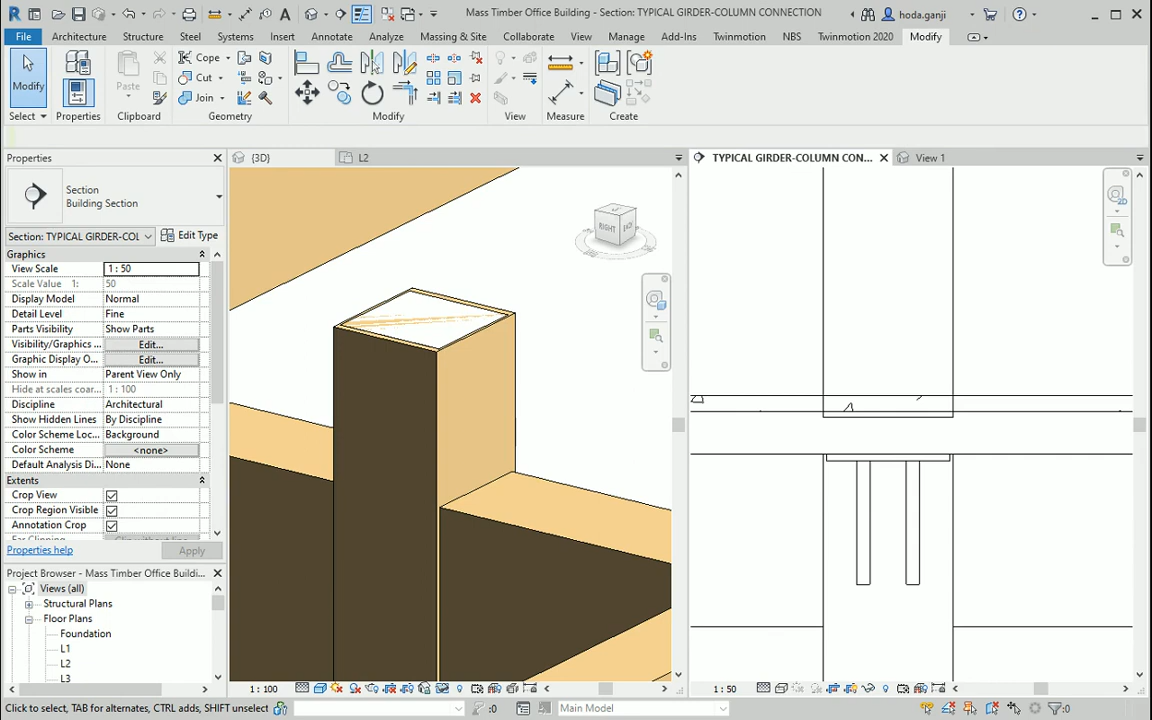 Mass Timber Office Building - Section: TYPICAL GIRDER-COLUMN CONNECTION
hoda.ganji
File Architecture Structure Steel Systems Insert Annotate Analyze Massing & Site Collaborate View Manage Add-Ins Twinmotion NBS Twinmotion 2020 Modify
Modify
Properties
Paste
Cope
Cut
Join
Select Properties Clipboard Geometry Modify View Measure Create
Properties
{3D} L2
TYPICAL GIRDER-COLUMN CON... View 1
Section
Building Section
Section: TYPICAL GIRDER-COL Edit Type
Graphics
View Scale 1 : 50
Scale Value 1: 50
Display Model Normal
Detail Level Fine
Parts Visibility Show Parts
Visibility/Graphics ... Edit...
Graphic Display O... Edit...
Show in Parent View Only
Hide at scales coar... 1 : 100
Discipline Architectural
Show Hidden Lines By Discipline
Color Scheme Loc... Background
Color Scheme <none>
Default Analysis Di... None
Extents
Crop View
Crop Region Visible
Annotation Crop
Properties help Apply
Project Browser - Mass Timber Office Buildi...
Views (all)
Structural Plans
Floor Plans
Foundation
L1
L2
L3
RIGHT
1 : 100
1 : 50
Click to select, TAB for alternates, CTRL adds, SHIFT unselect
:0
Main Model
:0